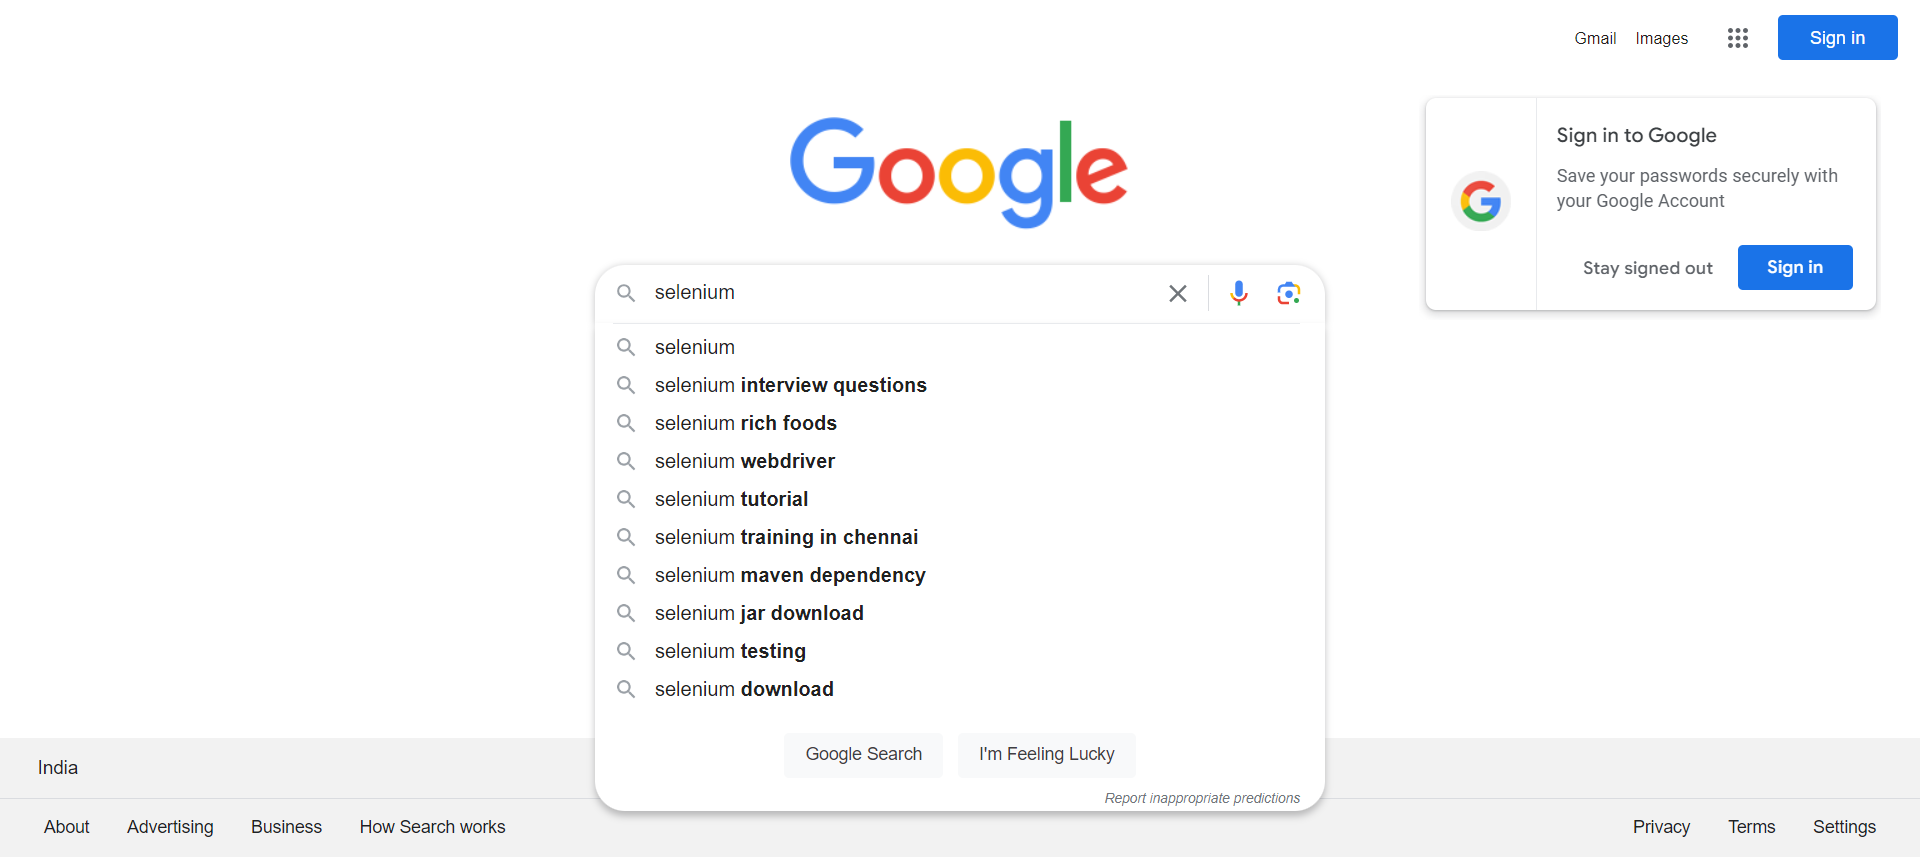 Gmail Images Sign in
Google
Sign in to Google
Save your passwords securely with
your Google Account
Stay signed out Sign in
selenium
selenium
selenium interview questions
selenium rich foods
selenium webdriver
selenium tutorial
selenium training in chennai
selenium maven dependency
selenium jar download
selenium testing
selenium download
Google Search I'm Feeling Lucky
Report inappropriate predictions
India
About Advertising Business How Search works Privacy Terms Settings